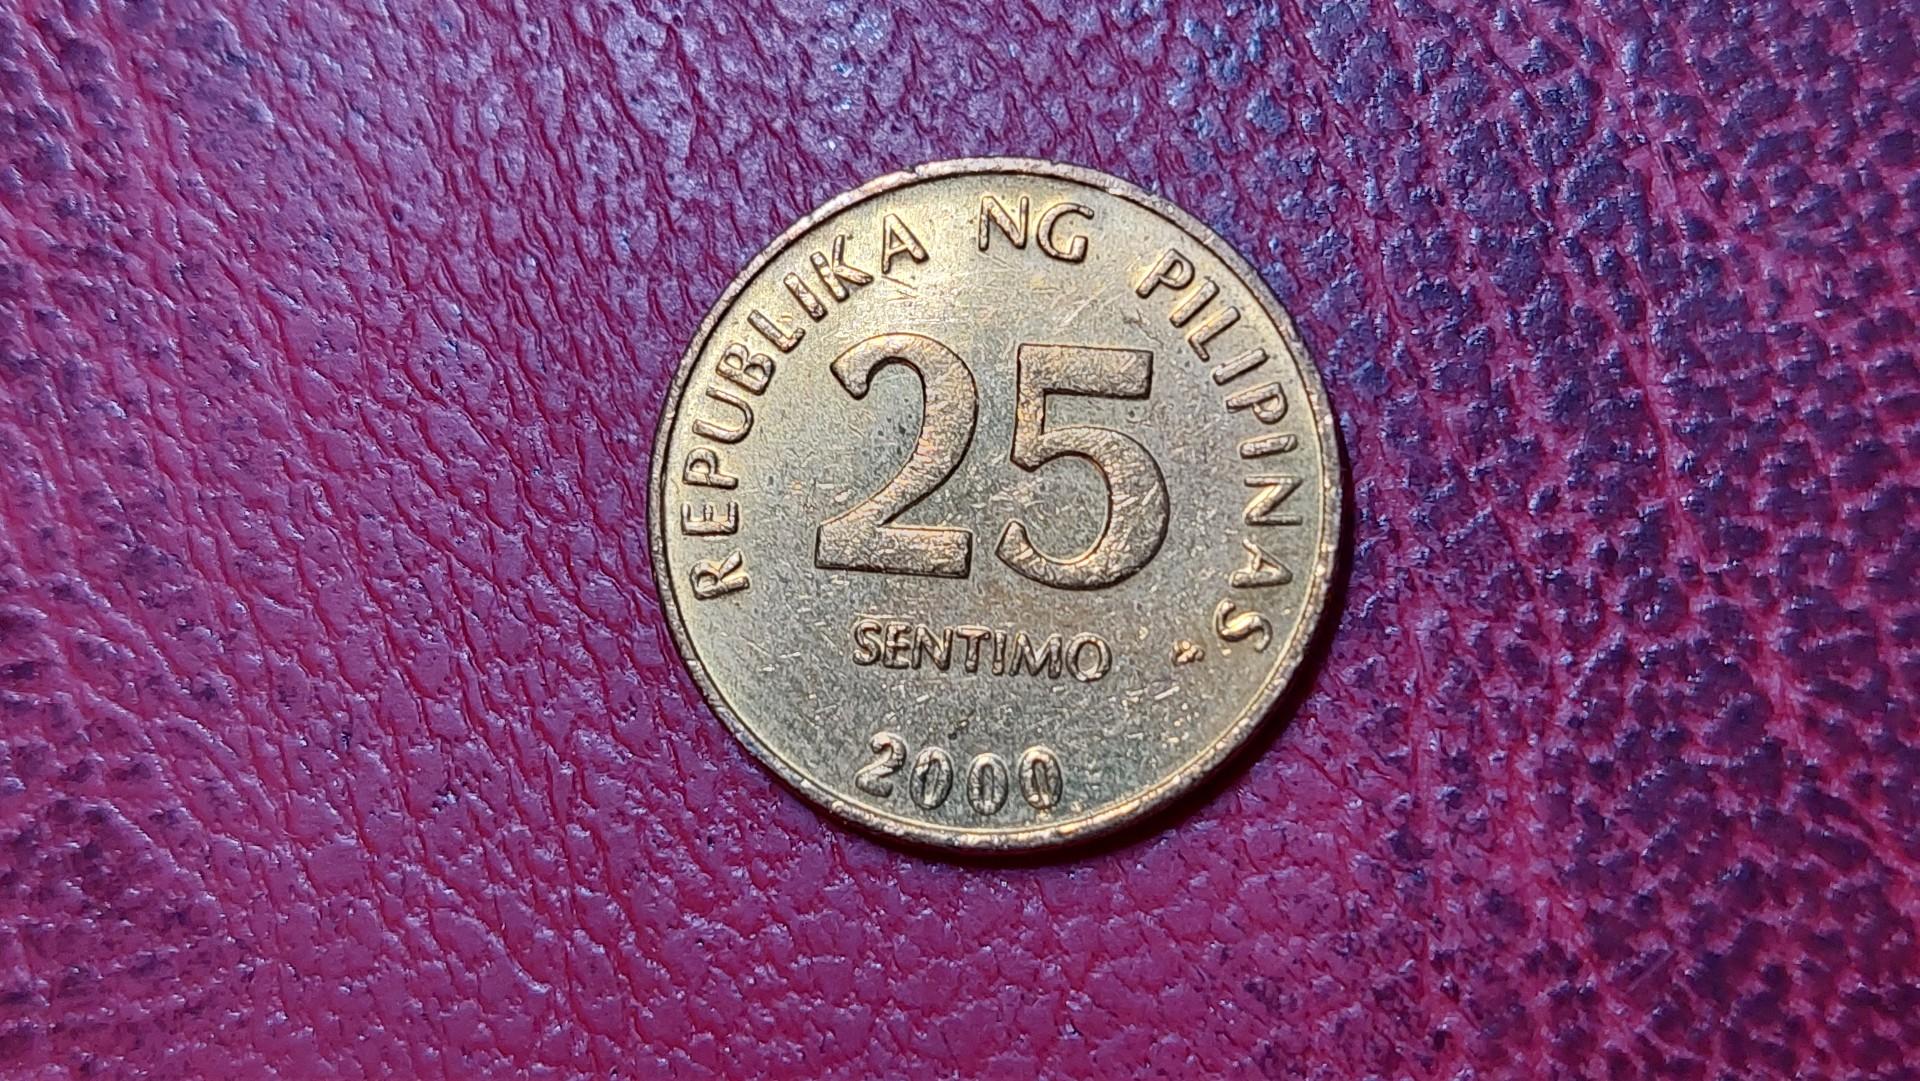 REPUBLIKA NG PILIPINAS
25
SENTIMO
2000